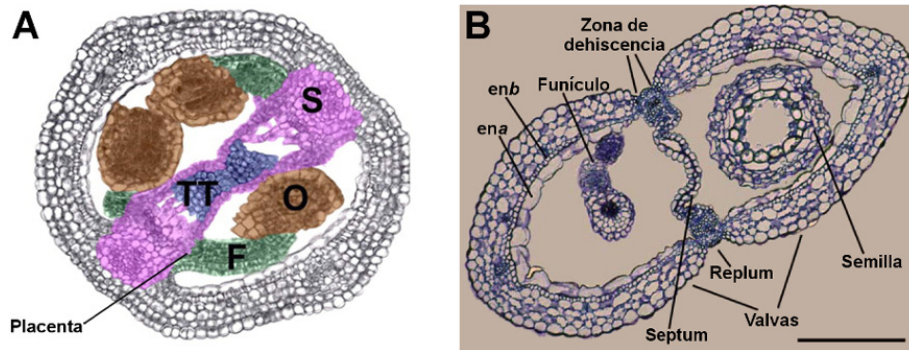 A
S
TT
O
F
Placenta
B
Zona de
dehiscencia
Funículo
enb
ena
Replum
Semilla
Septum
Valvas